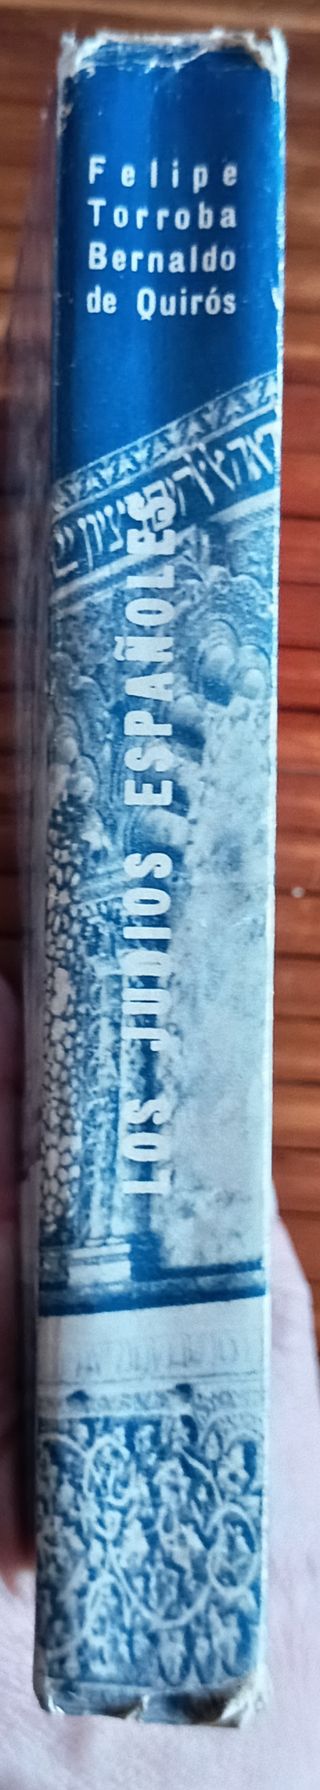 Felipe
Torroba
Bernaldo
de Quirós
LOS JUDIOS ESPAÑOLES